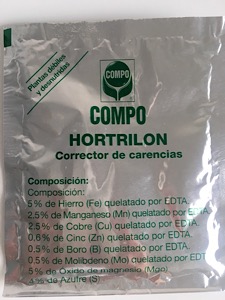 Plantas débiles
y desnutridas
COMPO
COMPO
HORTRILON
Corrector de carencias
Composición:
Composición:
5% de Hierro (Fe) quelatado por EDTA.
2.5% de Manganeso (Mn) quelatado por EDTA.
2.5% de Cobre (Cu) quelatado por EDTA.
0.6% de Cinc (Zn) quelatado por EDTA.
0.5% de Boro (B) quelatado por EDTA.
0.5% de Molibdeno (Mo) quelatado por EDTA.
5% de Oxido de magnesio (MgO)
% de Azufre (S)